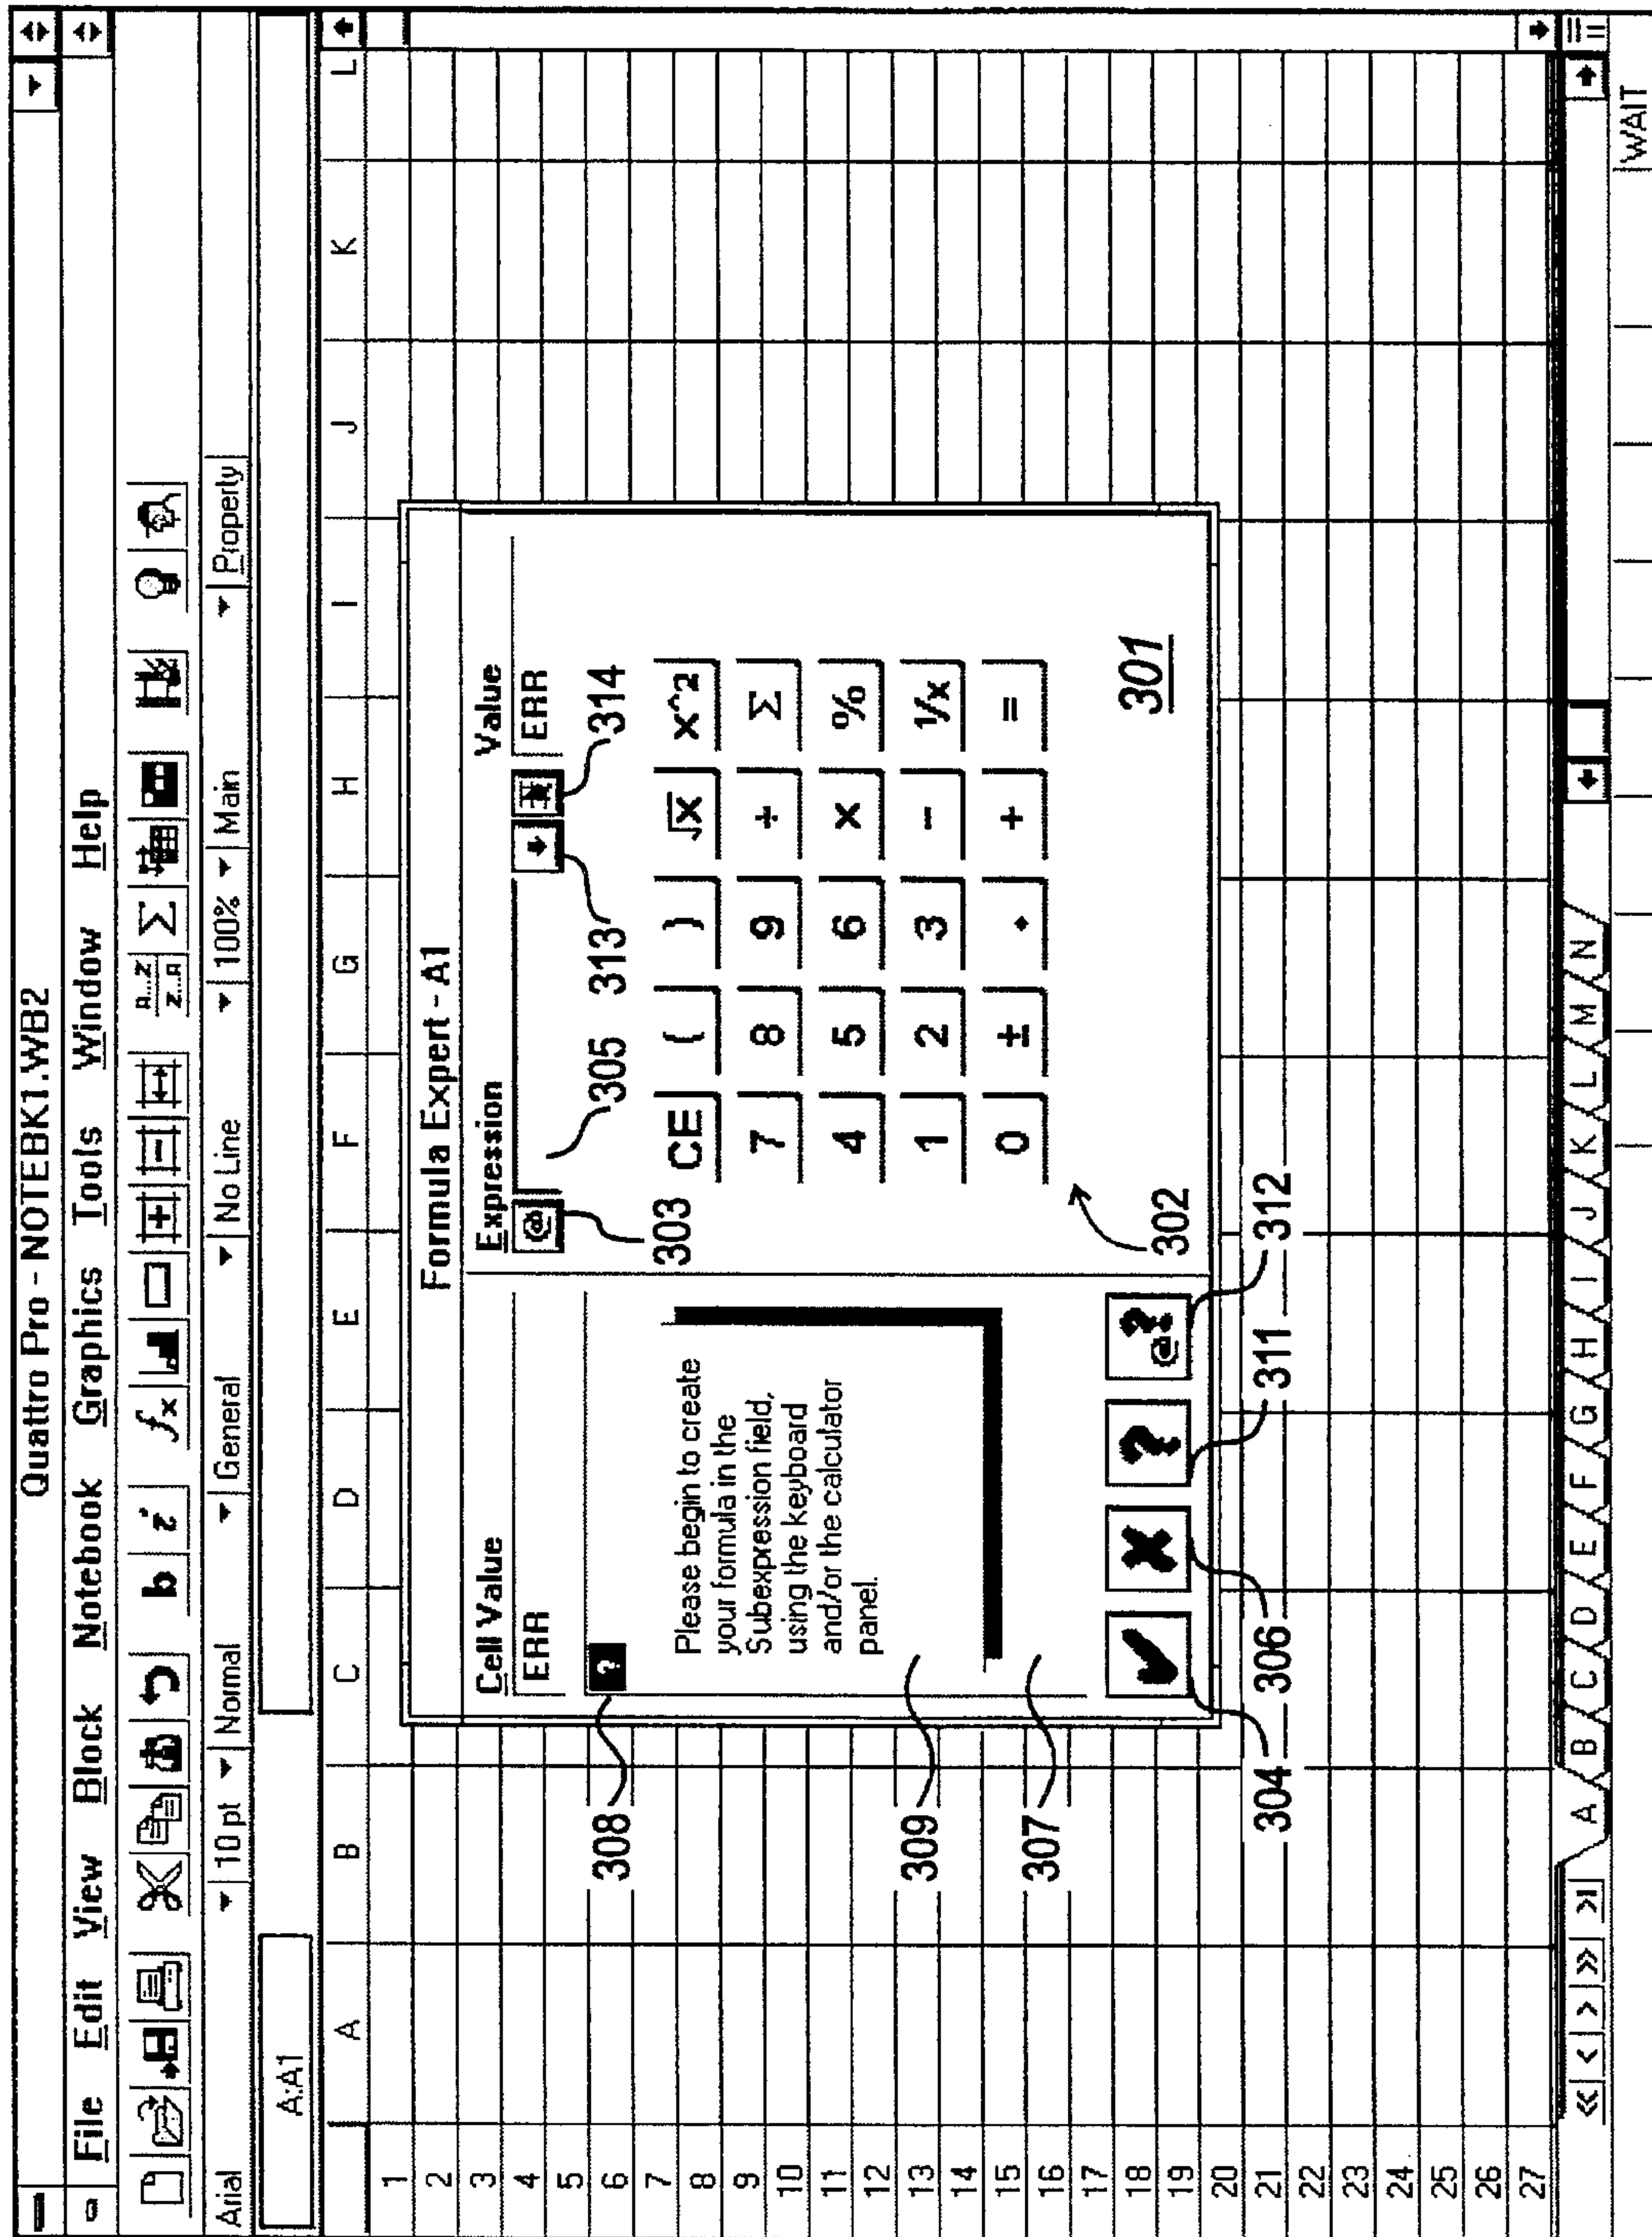 Quattro Pro - NOTEBK1.WB2
File Edit View Block Notebook Graphics Tools Window Help
b i fx A...Z Z...A Σ
Arial 10 pt Normal General No Line 100% Main Property
A:A1
A B C D E F G H I J K L
1
2
3
4
5
6
7
8
9
10
11
12
13
14
15
16
17
18
19
20
21
22
23
24
25
26
27
Formula Expert - A1
Cell Value
ERR
?
Please begin to create
your formula in the
Subexpression field,
using the keyboard
and/or the calculator
panel.
? @?
Expression Value
@ ERR
303 305 313 314
CE ( ) √x x^2
7 8 9 ÷ Σ
4 5 6 × %
1 2 3 - 1/x
0 ± . + =
301
302
308
309
307
304 306 311 312
<< < > >> >| A B C D E F G H I J K L M N
WAIT